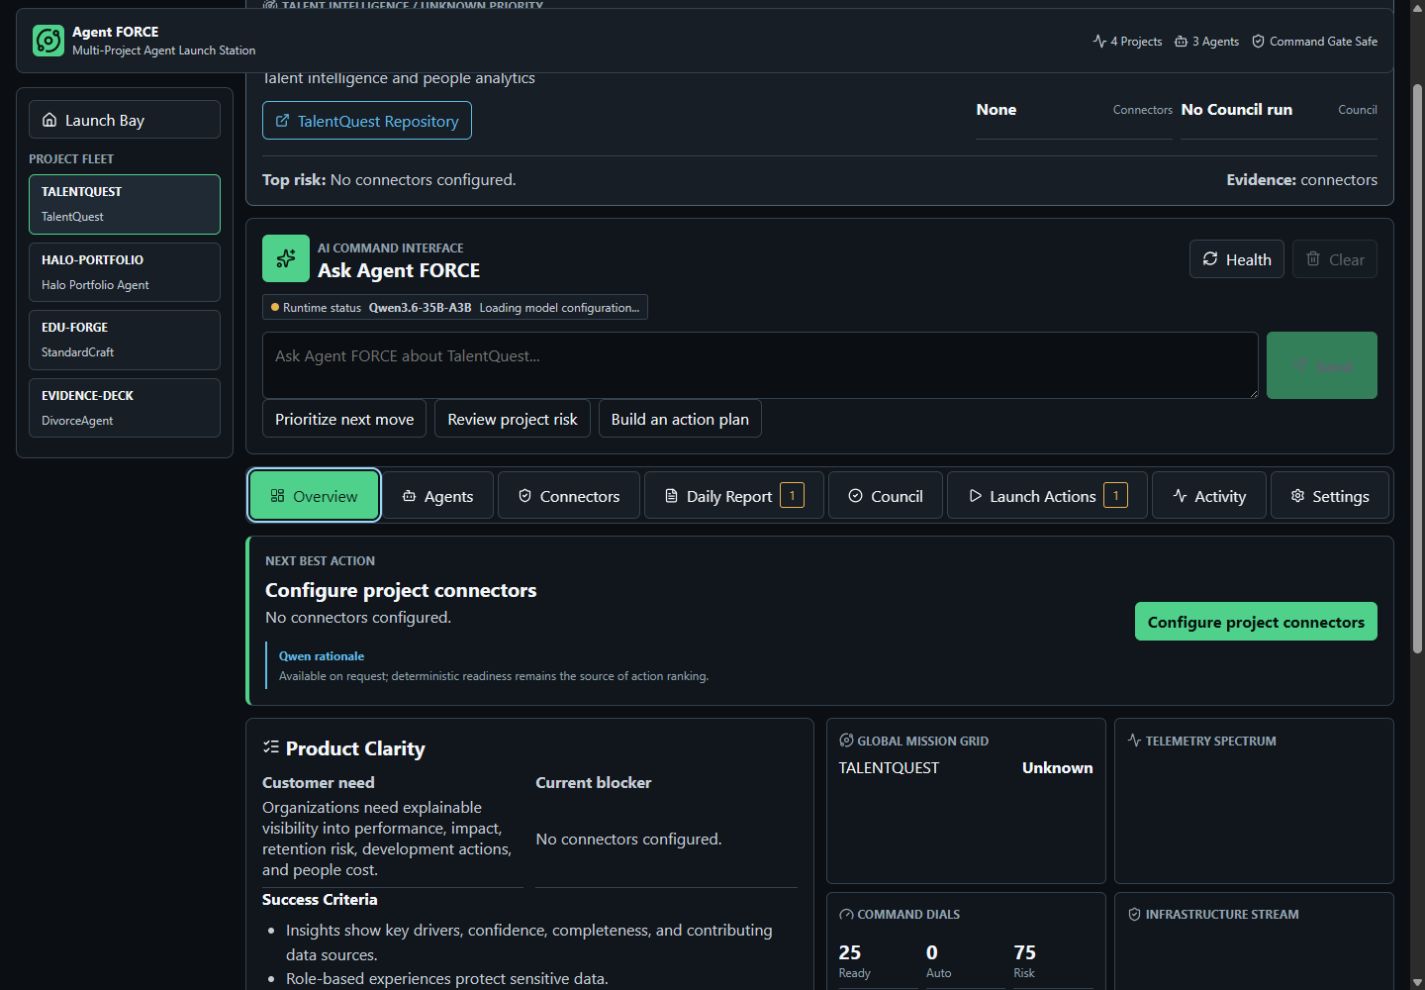 TALENT INTELLIGENCE / UNKNOWN PRIORITY
Agent FORCE
Multi-Project Agent Launch Station
4 Projects
3 Agents
Command Gate Safe
Launch Bay
PROJECT FLEET
TALENTQUEST
TalentQuest
HALO-PORTFOLIO
Halo Portfolio Agent
EDU-FORGE
StandardCraft
EVIDENCE-DECK
DivorceAgent
Talent intelligence and people analytics
TalentQuest Repository
None
Connectors
No Council run
Council
Top risk: No connectors configured.
Evidence: connectors
AI COMMAND INTERFACE
Ask Agent FORCE
Health
Clear
Runtime status Qwen3.6-35B-A3B Loading model configuration...
Ask Agent FORCE about TalentQuest...
Prioritize next move
Review project risk
Build an action plan
Overview
Agents
Connectors
Daily Report 1
Council
Launch Actions 1
Activity
Settings
NEXT BEST ACTION
Configure project connectors
No connectors configured.
Configure project connectors
Qwen rationale
Available on request; deterministic readiness remains the source of action ranking.
Product Clarity
Customer need
Organizations need explainable
visibility into performance, impact,
retention risk, development actions,
and people cost.
Current blocker
No connectors configured.
Success Criteria
Insights show key drivers, confidence, completeness, and contributing
data sources.
Role-based experiences protect sensitive data.
GLOBAL MISSION GRID
TALENTQUEST
Unknown
TELEMETRY SPECTRUM
COMMAND DIALS
25
Ready
0
Auto
75
Risk
INFRASTRUCTURE STREAM